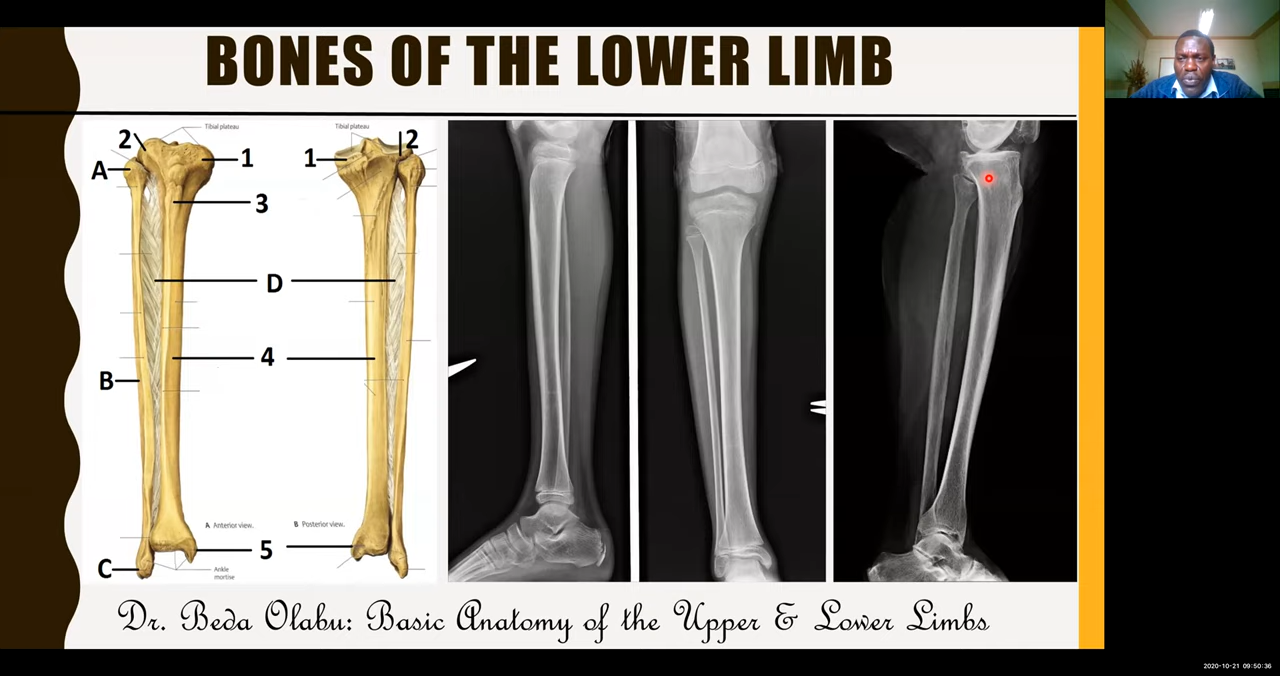 BONES OF THE LOWER LIMB
Tibial plateau
Tibial plateau
2
2
A
1
1
3
D
4
B
A Anterior view.
B Posterior view.
5
C
Ankle
mortise
Dr. Beda Olabu: Basic Anatomy of the Upper & Lower Limbs
2020-10-21 09:50:36